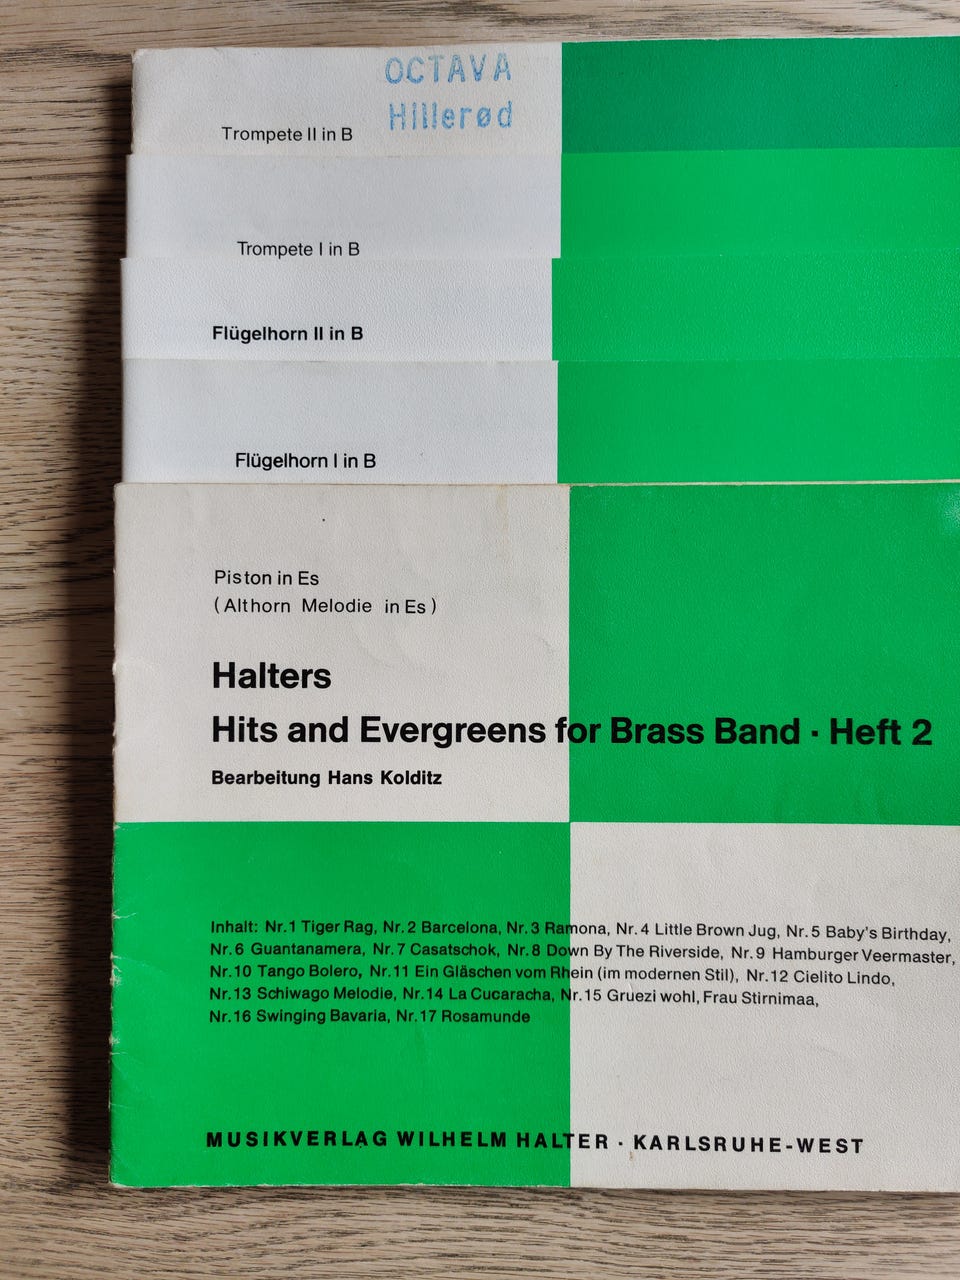 OCTAVA
Hillerød
Trompete II in B
Trompete I in B
Flügelhorn II in B
Flügelhorn I in B
Piston in Es
(Althorn Melodie in Es)
Halters
Hits and Evergreens for Brass Band · Heft 2
Bearbeitung Hans Kolditz
Inhalt: Nr.1 Tiger Rag, Nr.2 Barcelona, Nr.3 Ramona, Nr.4 Little Brown Jug, Nr.5 Baby's Birthday,
Nr.6 Guantanamera, Nr.7 Casatschok, Nr.8 Down By The Riverside, Nr.9 Hamburger Veermaster,
Nr.10 Tango Bolero, Nr.11 Ein Gläschen vom Rhein (im modernen Stil), Nr.12 Cielito Lindo,
Nr.13 Schiwago Melodie, Nr.14 La Cucaracha, Nr.15 Gruezi wohl, Frau Stirnimaa,
Nr.16 Swinging Bavaria, Nr.17 Rosamunde
MUSIKVERLAG WILHELM HALTER · KARLSRUHE-WEST